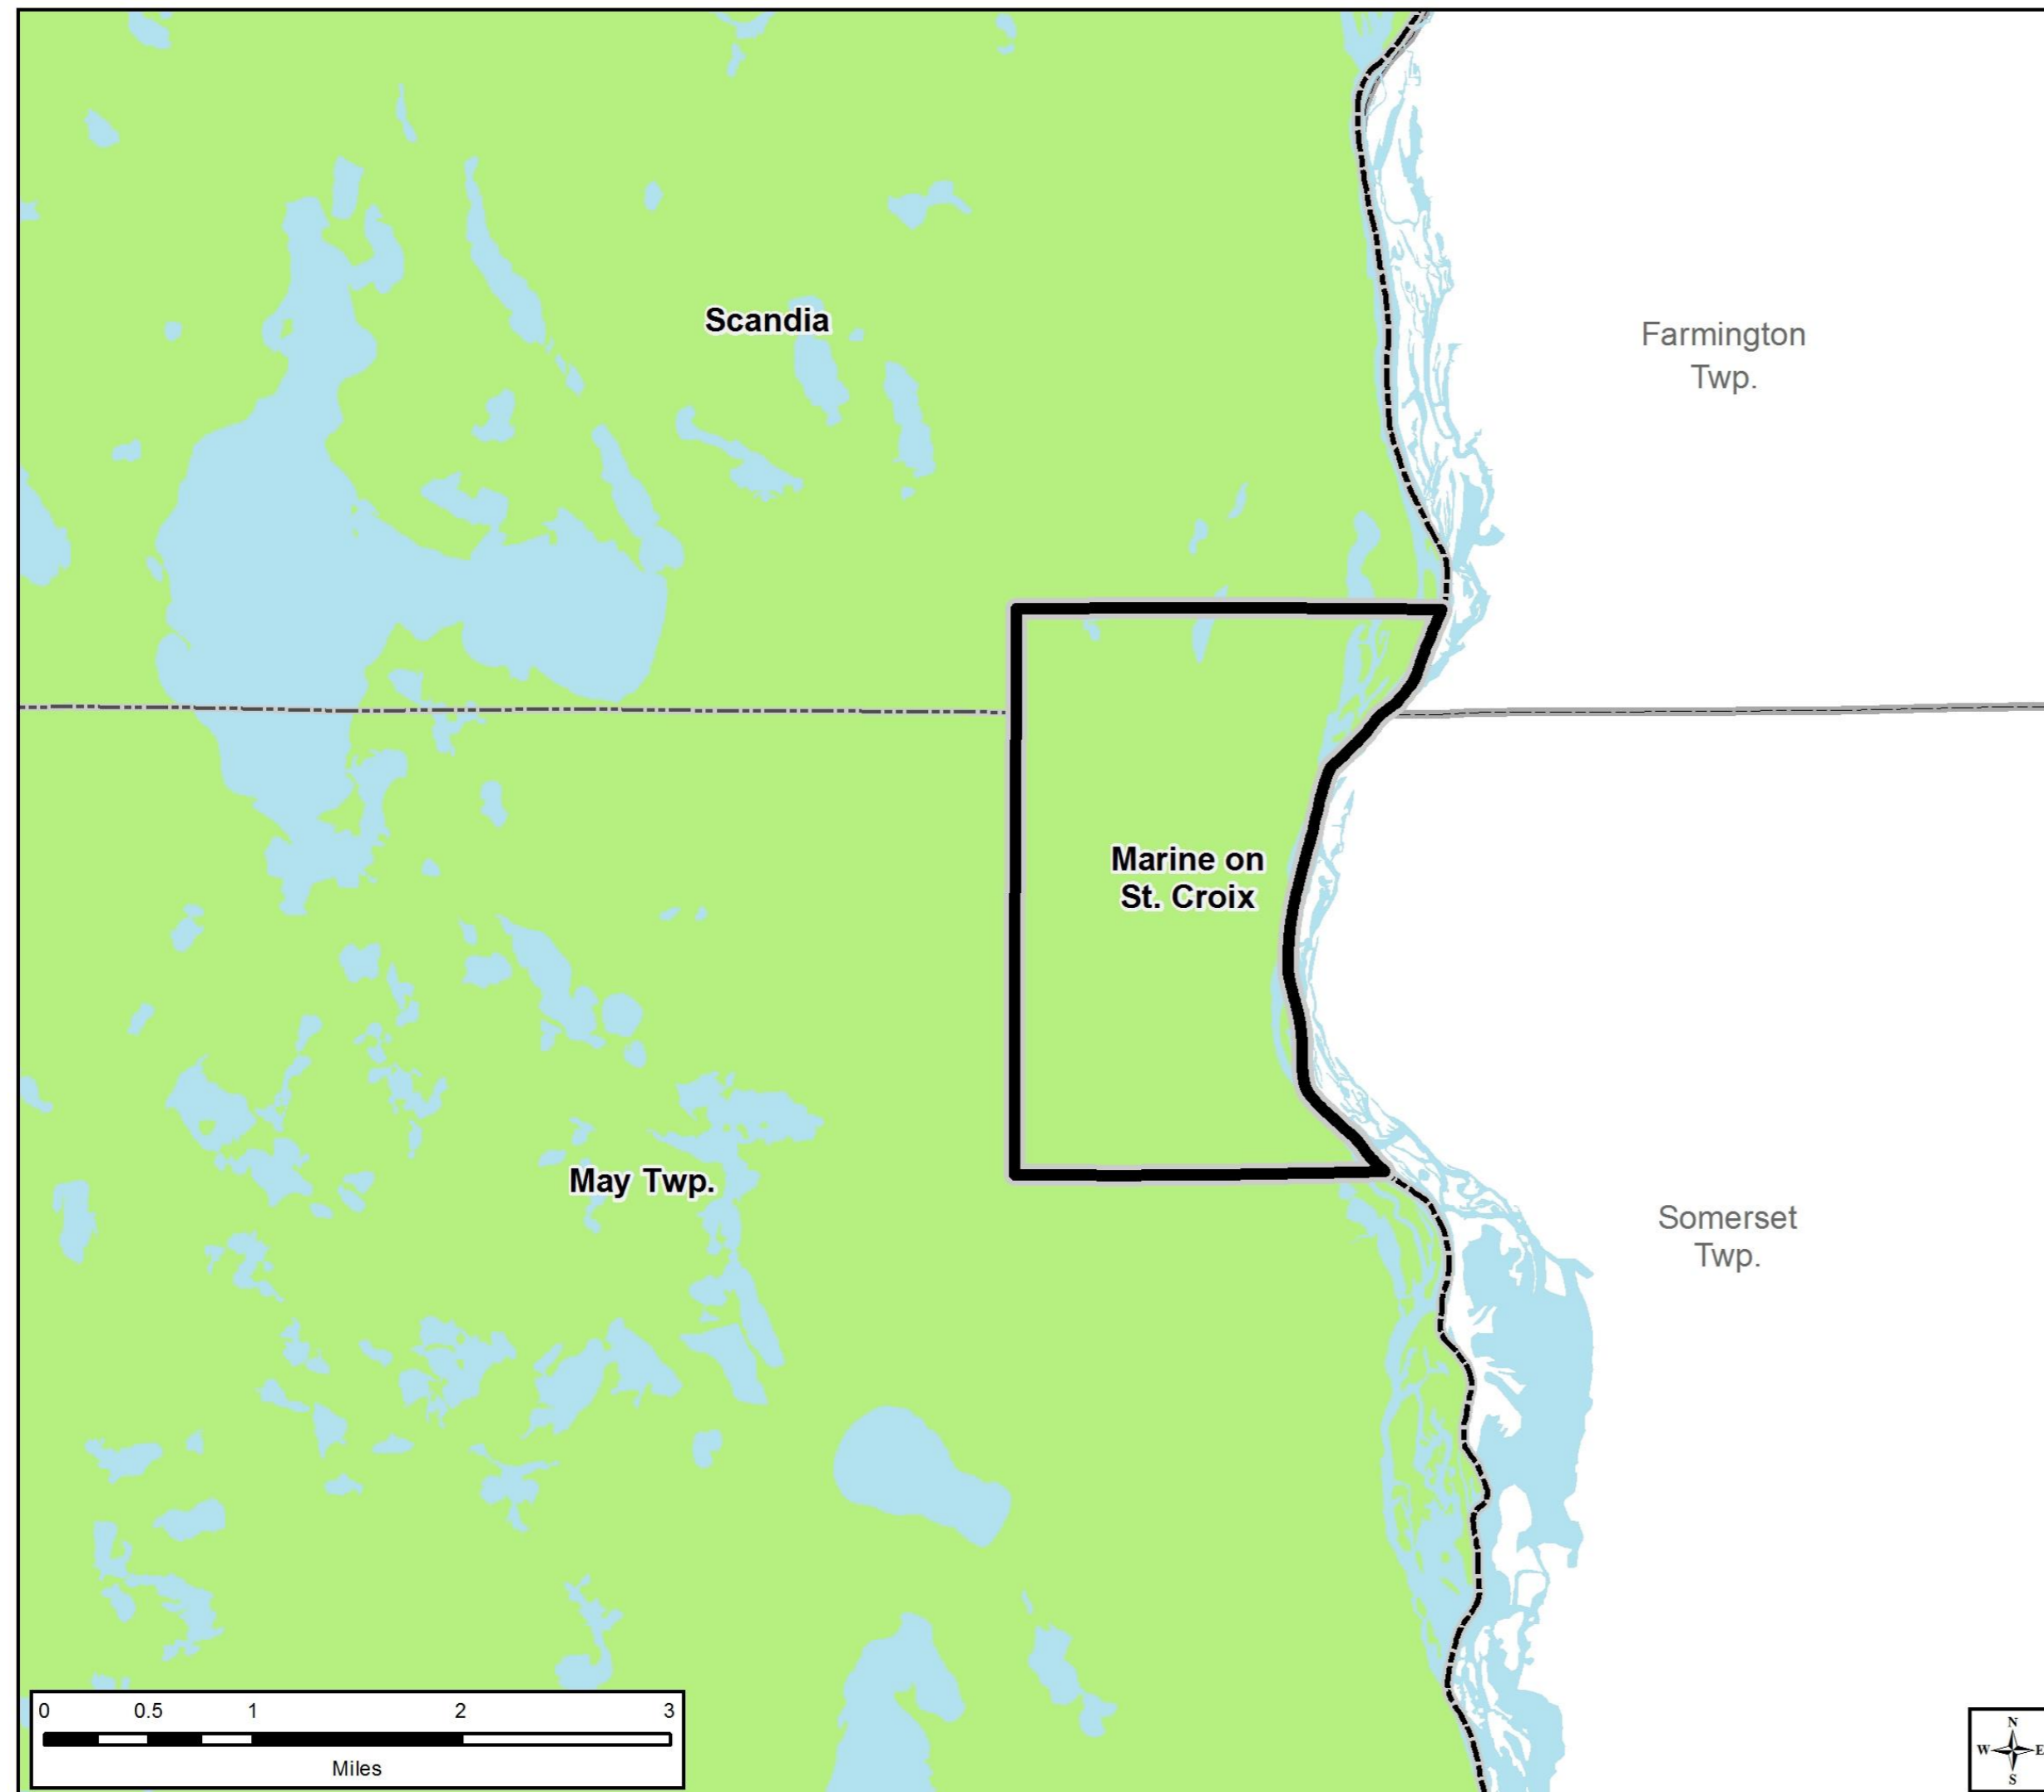 Scandia
Farmington
Twp.
Marine on
St. Croix
May Twp.
Somerset
Twp.
0 0.5 1 2 3
Miles
N
W E
S